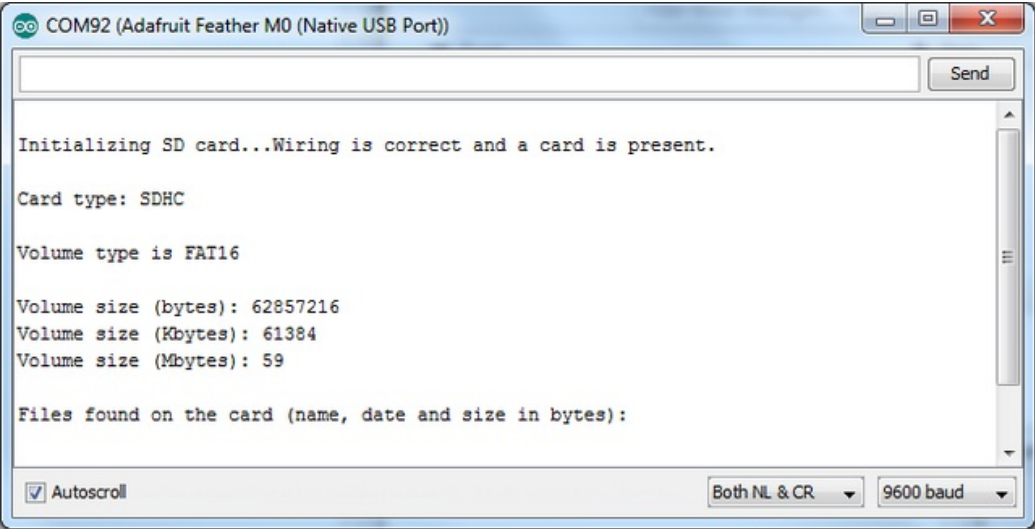 COM92 (Adafruit Feather M0 (Native USB Port))
Send
Initializing SD card...Wiring is correct and a card is present.
Card type: SDHC
Volume type is FAT16
Volume size (bytes): 62857216
Volume size (Kbytes): 61384
Volume size (Mbytes): 59
Files found on the card (name, date and size in bytes):
Autoscroll
Both NL & CR
9600 baud